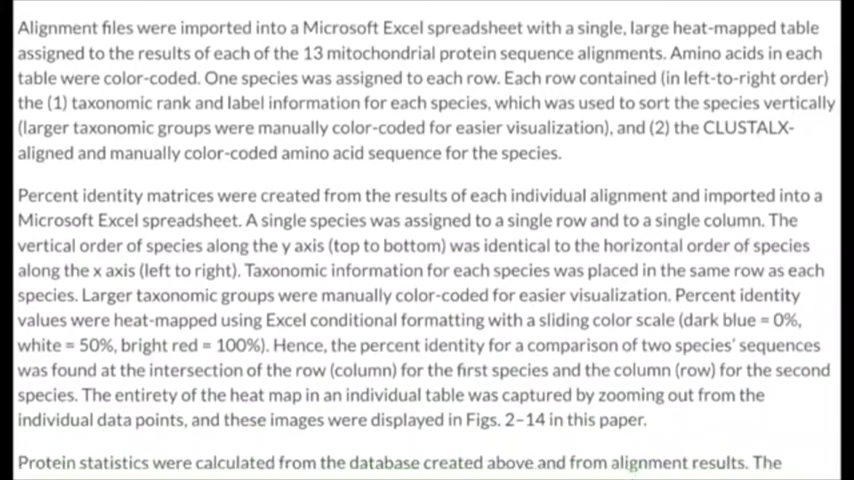 Alignment files were imported into a Microsoft Excel spreadsheet with a single, large heat-mapped table
assigned to the results of each of the 13 mitochondrial protein sequence alignments. Amino acids in each
table were color-coded. One species was assigned to each row. Each row contained (in left-to-right order)
the (1) taxonomic rank and label information for each species, which was used to sort the species vertically
(larger taxonomic groups were manually color-coded for easier visualization), and (2) the CLUSTALX-
aligned and manually color-coded amino acid sequence for the species.
Percent identity matrices were created from the results of each individual alignment and imported into a
Microsoft Excel spreadsheet. A single species was assigned to a single row and to a single column. The
vertical order of species along the y axis (top to bottom) was identical to the horizontal order of species
along the x axis (left to right). Taxonomic information for each species was placed in the same row as each
species. Larger taxonomic groups were manually color-coded for easier visualization. Percent identity
values were heat-mapped using Excel conditional formatting with a sliding color scale (dark blue = 0%,
white = 50%, bright red = 100%). Hence, the percent identity for a comparison of two species’ sequences
was found at the intersection of the row (column) for the first species and the column (row) for the second
species. The entirety of the heat map in an individual table was captured by zooming out from the
individual data points, and these images were displayed in Figs. 2–14 in this paper.
Protein statistics were calculated from the database created above and from alignment results. The